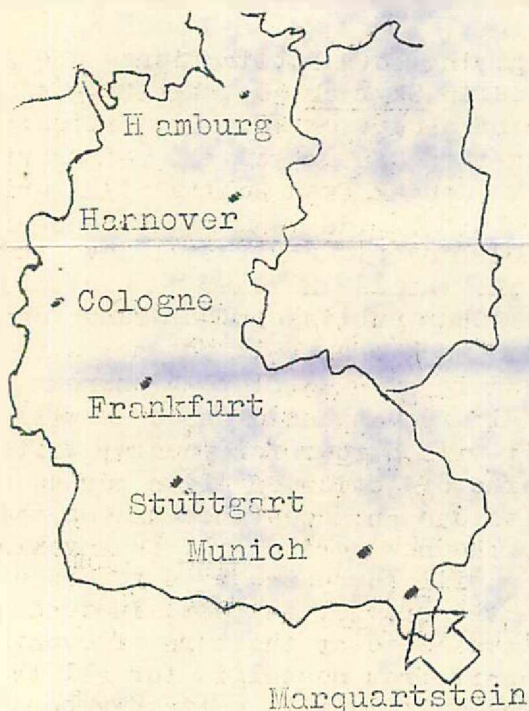 Hamburg
Hannover
Cologne
Frankfurt
Stuttgart
Munich
Marquartstein